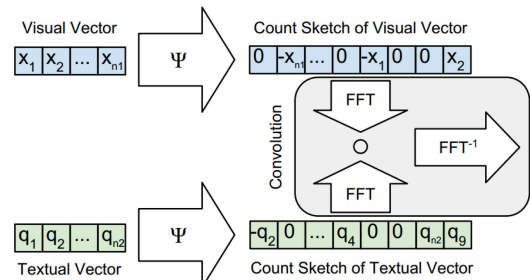 Visual Vector Count Sketch of Visual Vector
x1 x2 ... xn1 Ψ 0 -xn1 ... 0 -x1 0 0 x2
FFT
Convolution
FFT-1
FFT
q1 q2 ... qn2 Ψ -q2 0 ... q4 0 0 qn2 q9
Textual Vector Count Sketch of Textual Vector